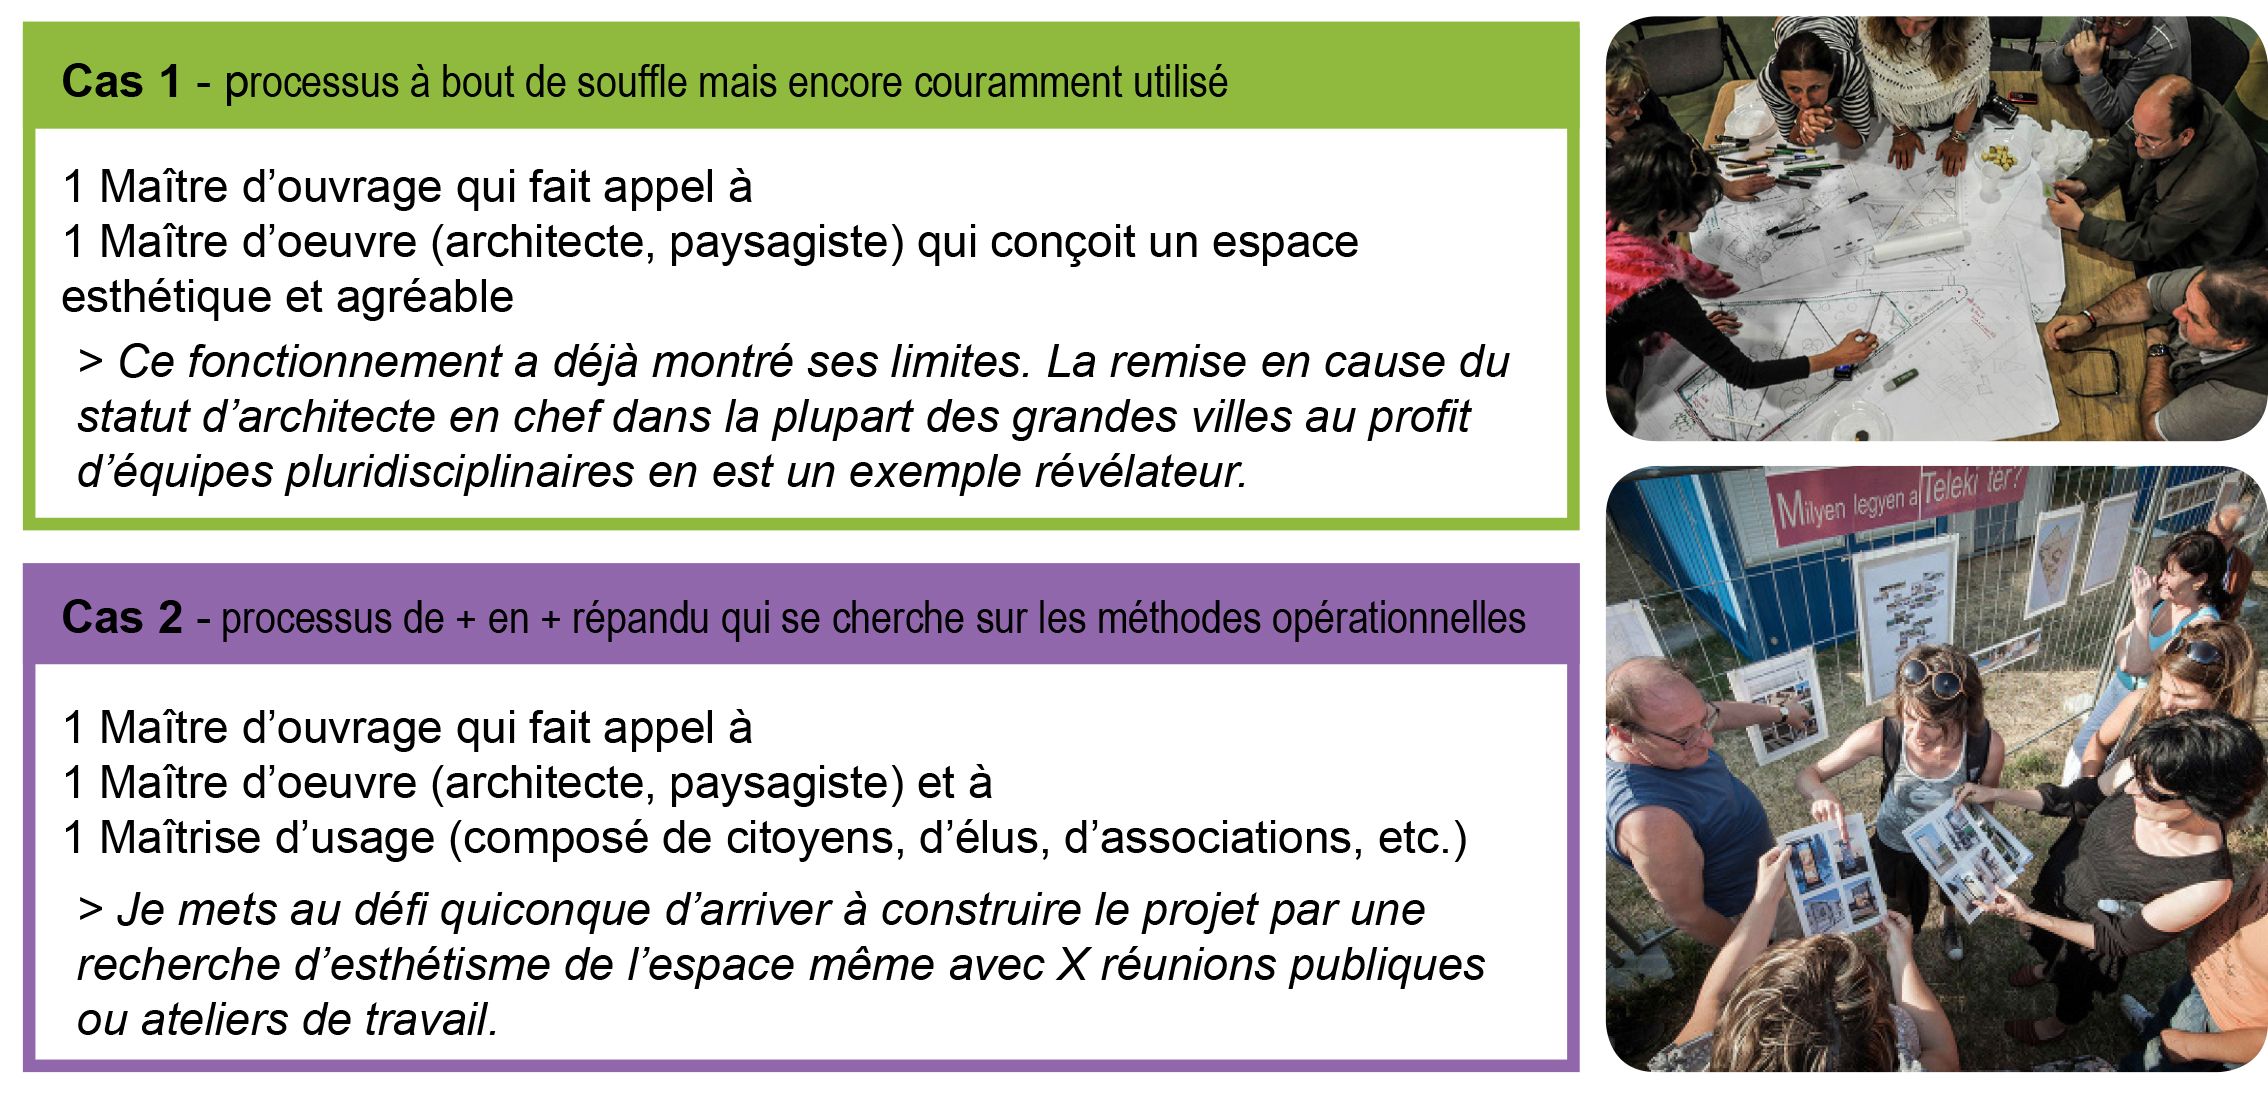 Cas 1 - processus à bout de souffle mais encore couramment utilisé
1 Maître d’ouvrage qui fait appel à
1 Maître d’oeuvre (architecte, paysagiste) qui conçoit un espace
esthétique et agréable
> Ce fonctionnement a déjà montré ses limites. La remise en cause du
statut d’architecte en chef dans la plupart des grandes villes au profit
d’équipes pluridisciplinaires en est un exemple révélateur.
Milyen legyen a Teleki tér?
Cas 2 - processus de + en + répandu qui se cherche sur les méthodes opérationnelles
1 Maître d’ouvrage qui fait appel à
1 Maître d’oeuvre (architecte, paysagiste) et à
1 Maîtrise d’usage (composé de citoyens, d’élus, d’associations, etc.)
> Je mets au défi quiconque d’arriver à construire le projet par une
recherche d’esthétisme de l’espace même avec X réunions publiques
ou ateliers de travail.